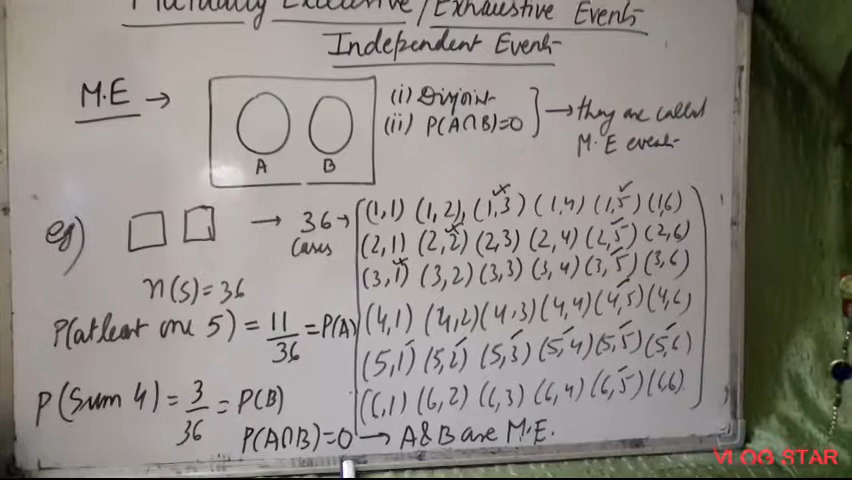 Mutually Exclusive/Exhaustive Events
Independent Events
M.E → (i) Disjoint
(ii) P(A∩B)=0
→ they are called
M.E events
A B
eg) → 36 → (1,1) (1,2), (1,3) (1,4) (1,5) (1,6)
cases (2,1) (2,2) (2,3) (2,4) (2,5) (2,6)
(3,1) (3,2) (3,3) (3,4) (3,5) (3,6)
n(S)=36
(4,1) (4,2) (4,3) (4,4) (4,5) (4,6)
P(at least one 5) = 11/36 = P(A)
(5,1) (5,2) (5,3) (5,4) (5,5) (5,6)
(6,1) (6,2) (6,3) (6,4) (6,5) (6,6)
P(Sum 4) = 3/36 = P(B)
P(A∩B)=0 → A & B are M.E.
VLOG STAR